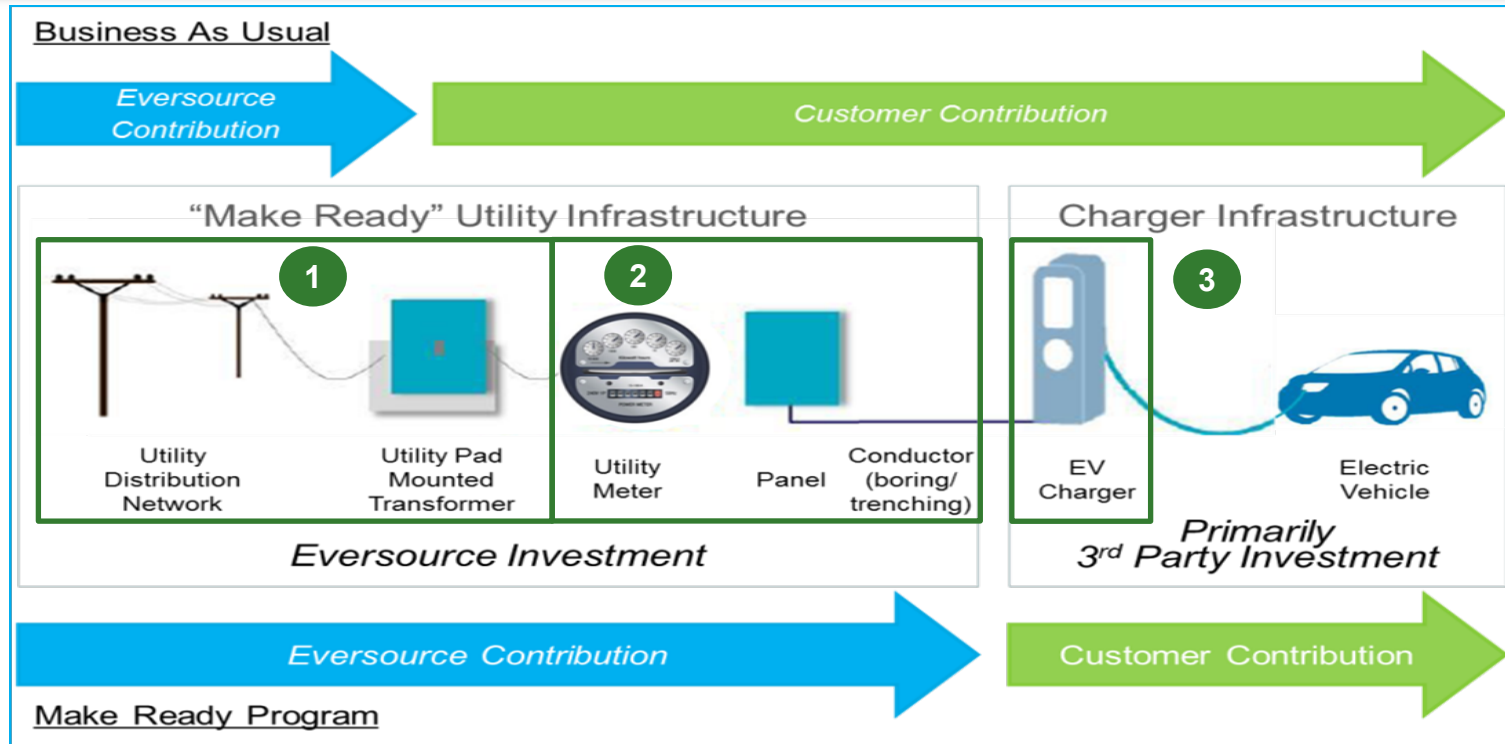 Business As Usual
Eversource
Contribution
Customer Contribution
“Make Ready” Utility Infrastructure
Charger Infrastructure
1
2
3
Utility
Distribution
Network
Utility Pad
Mounted
Transformer
Utility
Meter
Panel
Conductor
(boring/
trenching)
EV
Charger
Electric
Vehicle
Eversource Investment
Primarily
3rd Party Investment
Eversource Contribution
Customer Contribution
Make Ready Program